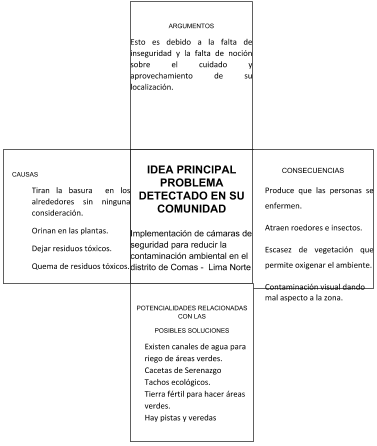 ARGUMENTOS
Esto es debido a la falta de
inseguridad y la falta de noción
sobre el cuidado y
aprovechamiento de su
localización.
CAUSAS
Tiran la basura en los
alrededores sin ninguna
consideración.
Orinan en las plantas.
Dejar residuos tóxicos.
Quema de residuos tóxicos.
IDEA PRINCIPAL
PROBLEMA
DETECTADO EN SU
COMUNIDAD
Implementación de cámaras de
seguridad para reducir la
contaminación ambiental en el
distrito de Comas - Lima Norte
CONSECUENCIAS
Produce que las personas se
enfermen.
Atraen roedores e insectos.
Escasez de vegetación que
permite oxigenar el ambiente.
Contaminación visual dando
mal aspecto a la zona.
POTENCIALIDADES RELACIONADAS
CON LAS
POSIBLES SOLUCIONES
Existen canales de agua para
riego de áreas verdes.
Cacetas de Serenazgo
Tachos ecológicos.
Tierra fértil para hacer áreas
verdes.
Hay pistas y veredas